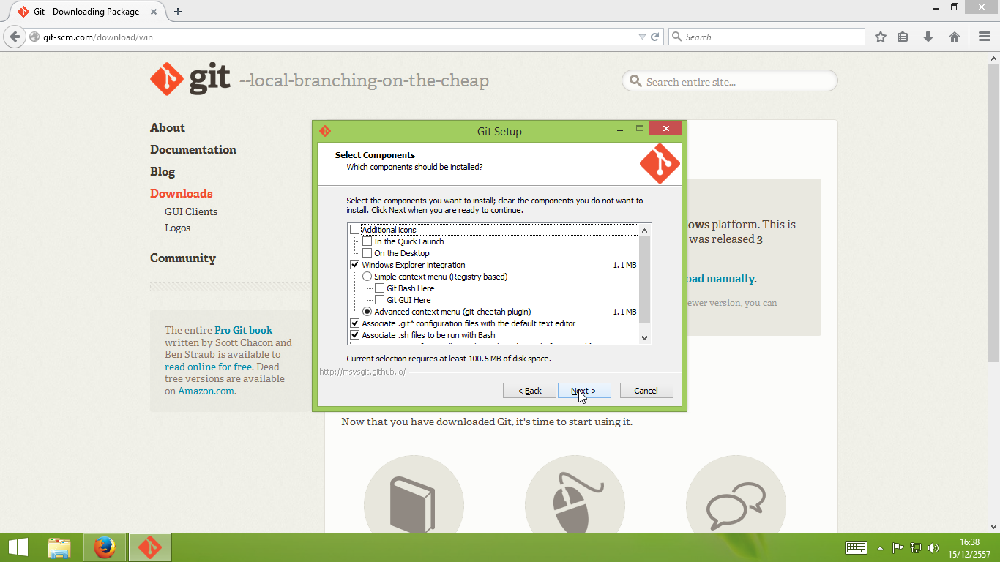 Git - Downloading Package
git-scm.com/download/win
Search
git --local-branching-on-the-cheap
Search entire site...
About
Documentation
Blog
Downloads
GUI Clients
Logos
Community
The entire Pro Git book
written by Scott Chacon and
Ben Straub is available to
read online for free. Dead
tree versions are available
on Amazon.com.
Git Setup
Select Components
Which components should be installed?
Select the components you want to install; clear the components you do not want to
install. Click Next when you are ready to continue.
Additional icons
In the Quick Launch
On the Desktop
Windows Explorer integration 1.1 MB
Simple context menu (Registry based)
Git Bash Here
Git GUI Here
Advanced context menu (git-cheetah plugin) 1.1 MB
Associate .git* configuration files with the default text editor
Associate .sh files to be run with Bash
Current selection requires at least 100.5 MB of disk space.
http://msysgit.github.io/
< Back
Next >
Cancel
platform. This is
was released 3
manually.
version, you can
Now that you have downloaded Git, it's time to start using it.
16:38
15/12/2557